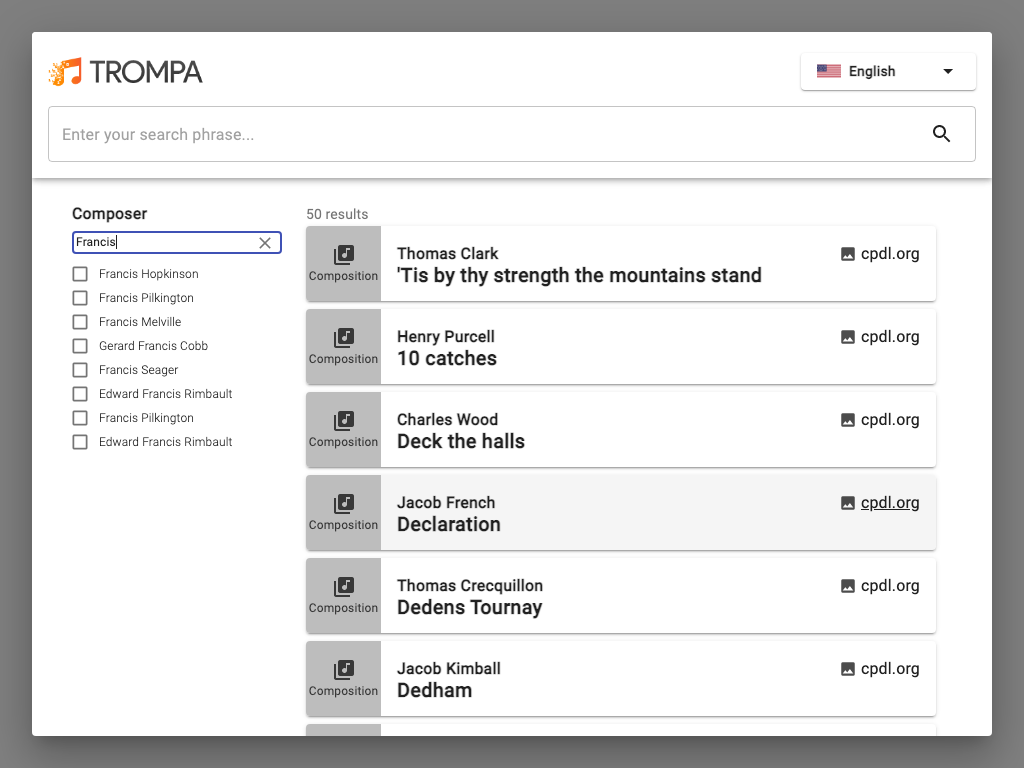 TROMPA
English
Enter your search phrase...
Composer
Francis
Francis Hopkinson
Francis Pilkington
Francis Melville
Gerard Francis Cobb
Francis Seager
Edward Francis Rimbault
Francis Pilkington
Edward Francis Rimbault
50 results
Composition
Thomas Clark
'Tis by thy strength the mountains stand
cpdl.org
Composition
Henry Purcell
10 catches
cpdl.org
Composition
Charles Wood
Deck the halls
cpdl.org
Composition
Jacob French
Declaration
cpdl.org
Composition
Thomas Crecquillon
Dedens Tournay
cpdl.org
Composition
Jacob Kimball
Dedham
cpdl.org